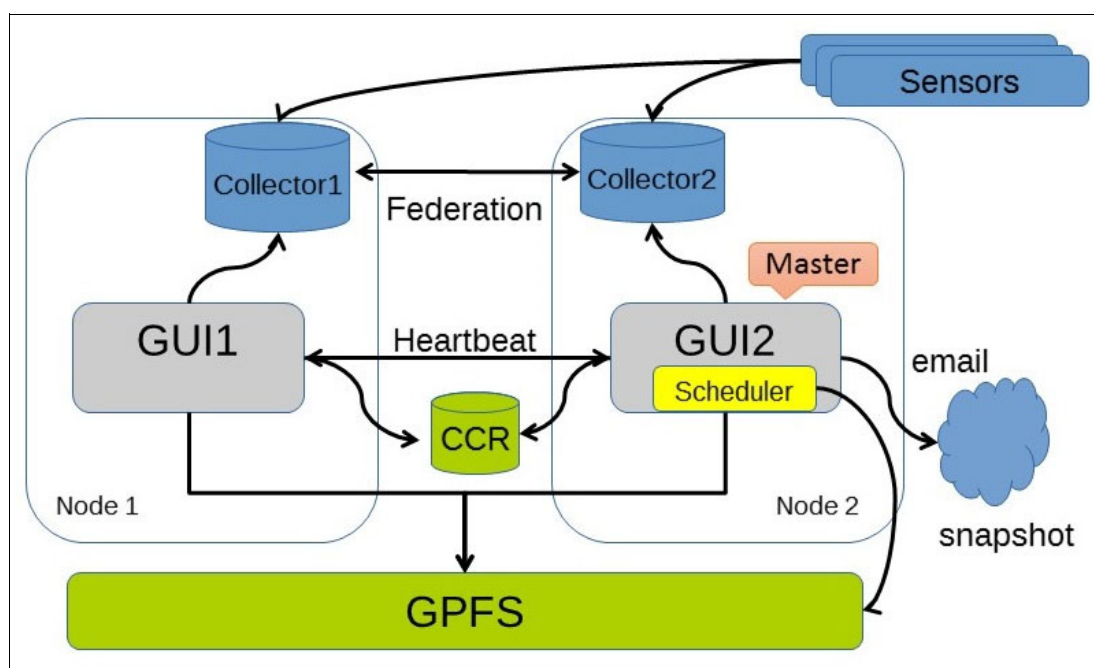 Sensors
Collector1
Collector2
Federation
Master
GUI1
Heartbeat
GUI2
email
Scheduler
CCR
Node 1
Node 2
snapshot
GPFS